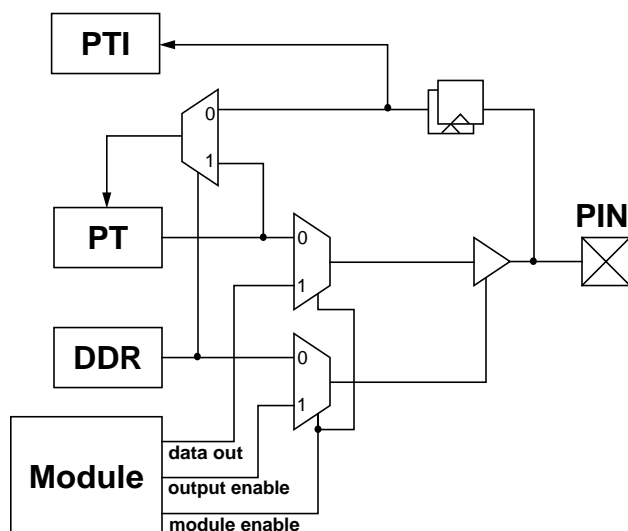 PTI
0
1
PT
PIN
0
1
DDR
0
1
Module
data out
output enable
module enable